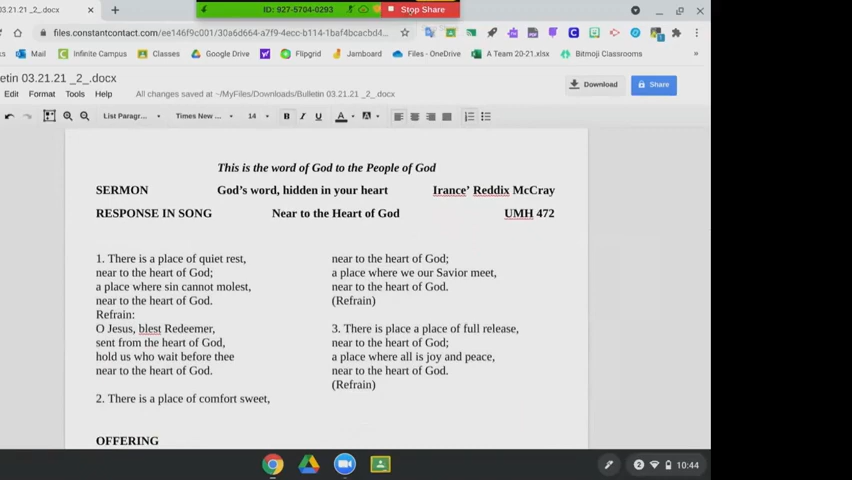 03.21.21 _2_.docx
ID: 927-5704-0293
Stop Share
files.constantcontact.com/ee146f9c001/30a6d664-a7f9-4ecc-b114-1baf4bcacbd4...
Mail
Infinite Campus
Classes
Google Drive
Flipgrid
Jamboard
Files - OneDrive
A Team 20-21.xlsx
Bitmoji Classrooms
»
etin 03.21.21 _2_.docx
Edit Format Tools Help
All changes saved at ~/MyFiles/Downloads/Bulletin 03.21.21 _2_.docx
Download
Share
List Paragr...
Times New ...
14
B I U A A
This is the word of God to the People of God
SERMON God's word, hidden in your heart Irance' Reddix McCray
RESPONSE IN SONG Near to the Heart of God UMH 472
1. There is a place of quiet rest,
near to the heart of God;
a place where sin cannot molest,
near to the heart of God.
Refrain:
O Jesus, blest Redeemer,
sent from the heart of God,
hold us who wait before thee
near to the heart of God.
2. There is a place of comfort sweet,
near to the heart of God;
a place where we our Savior meet,
near to the heart of God.
(Refrain)
3. There is place a place of full release,
near to the heart of God;
a place where all is joy and peace,
near to the heart of God.
(Refrain)
OFFERING
2
10:44